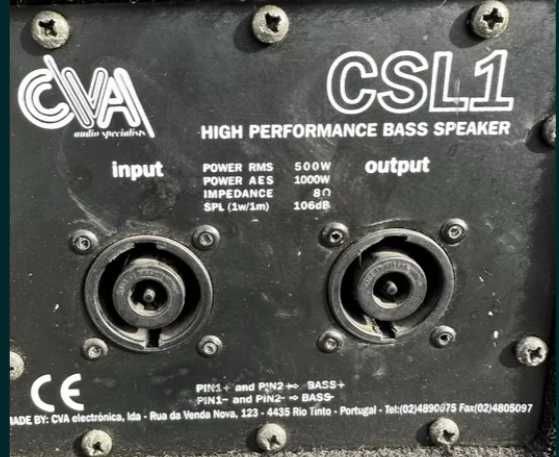 CVA
audio specialists
CSL1
HIGH PERFORMANCE BASS SPEAKER
input
output
POWER RMS 500W
POWER AES 1000W
IMPEDANCE 8Ω
SPL (1w/1m) 106dB
CE
PIN1+ and PIN2+ ⇨ BASS+
PIN1- and PIN2- ⇨ BASS-
MADE BY: CVA electrónica, lda - Rua da Venda Nova, 123 - 4435 Rio Tinto - Portugal - Tel:(02)4890075 Fax(02)4805097